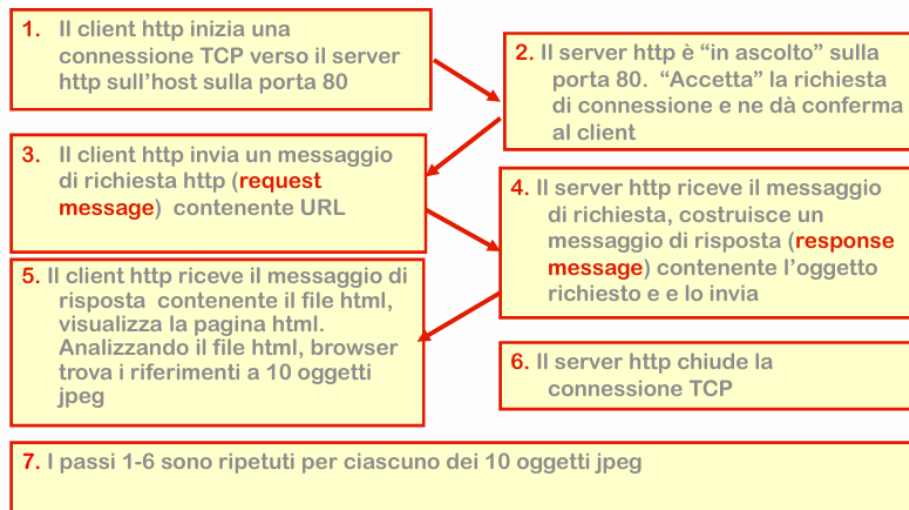 1. Il client http inizia una
connessione TCP verso il server
http sull'host sulla porta 80
2. Il server http è “in ascolto” sulla
porta 80. “Accetta” la richiesta
di connessione e ne dà conferma
al client
3. Il client http invia un messaggio
di richiesta http (request
message) contenente URL
4. Il server http riceve il messaggio
di richiesta, costruisce un
messaggio di risposta (response
message) contenente l'oggetto
richiesto e e lo invia
5. Il client http riceve il messaggio di
risposta contenente il file html,
visualizza la pagina html.
Analizzando il file html, browser
trova i riferimenti a 10 oggetti
jpeg
6. Il server http chiude la
connessione TCP
7. I passi 1-6 sono ripetuti per ciascuno dei 10 oggetti jpeg